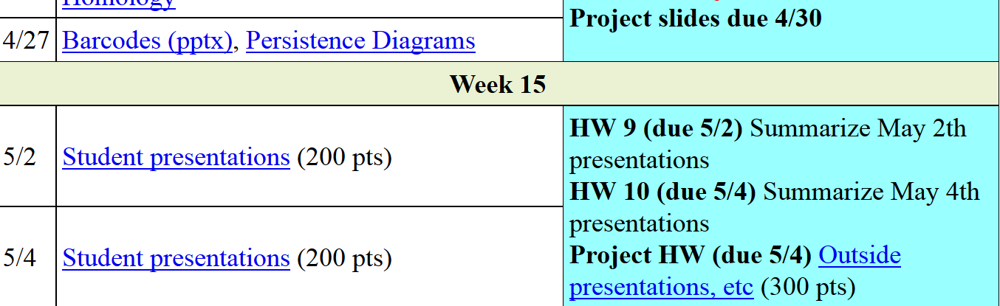 Homology
Project slides due 4/30
4/27 Barcodes (pptx), Persistence Diagrams
Week 15
5/2 Student presentations (200 pts)
HW 9 (due 5/2) Summarize May 2th
presentations
HW 10 (due 5/4) Summarize May 4th
presentations
5/4 Student presentations (200 pts)
Project HW (due 5/4) Outside
presentations, etc (300 pts)